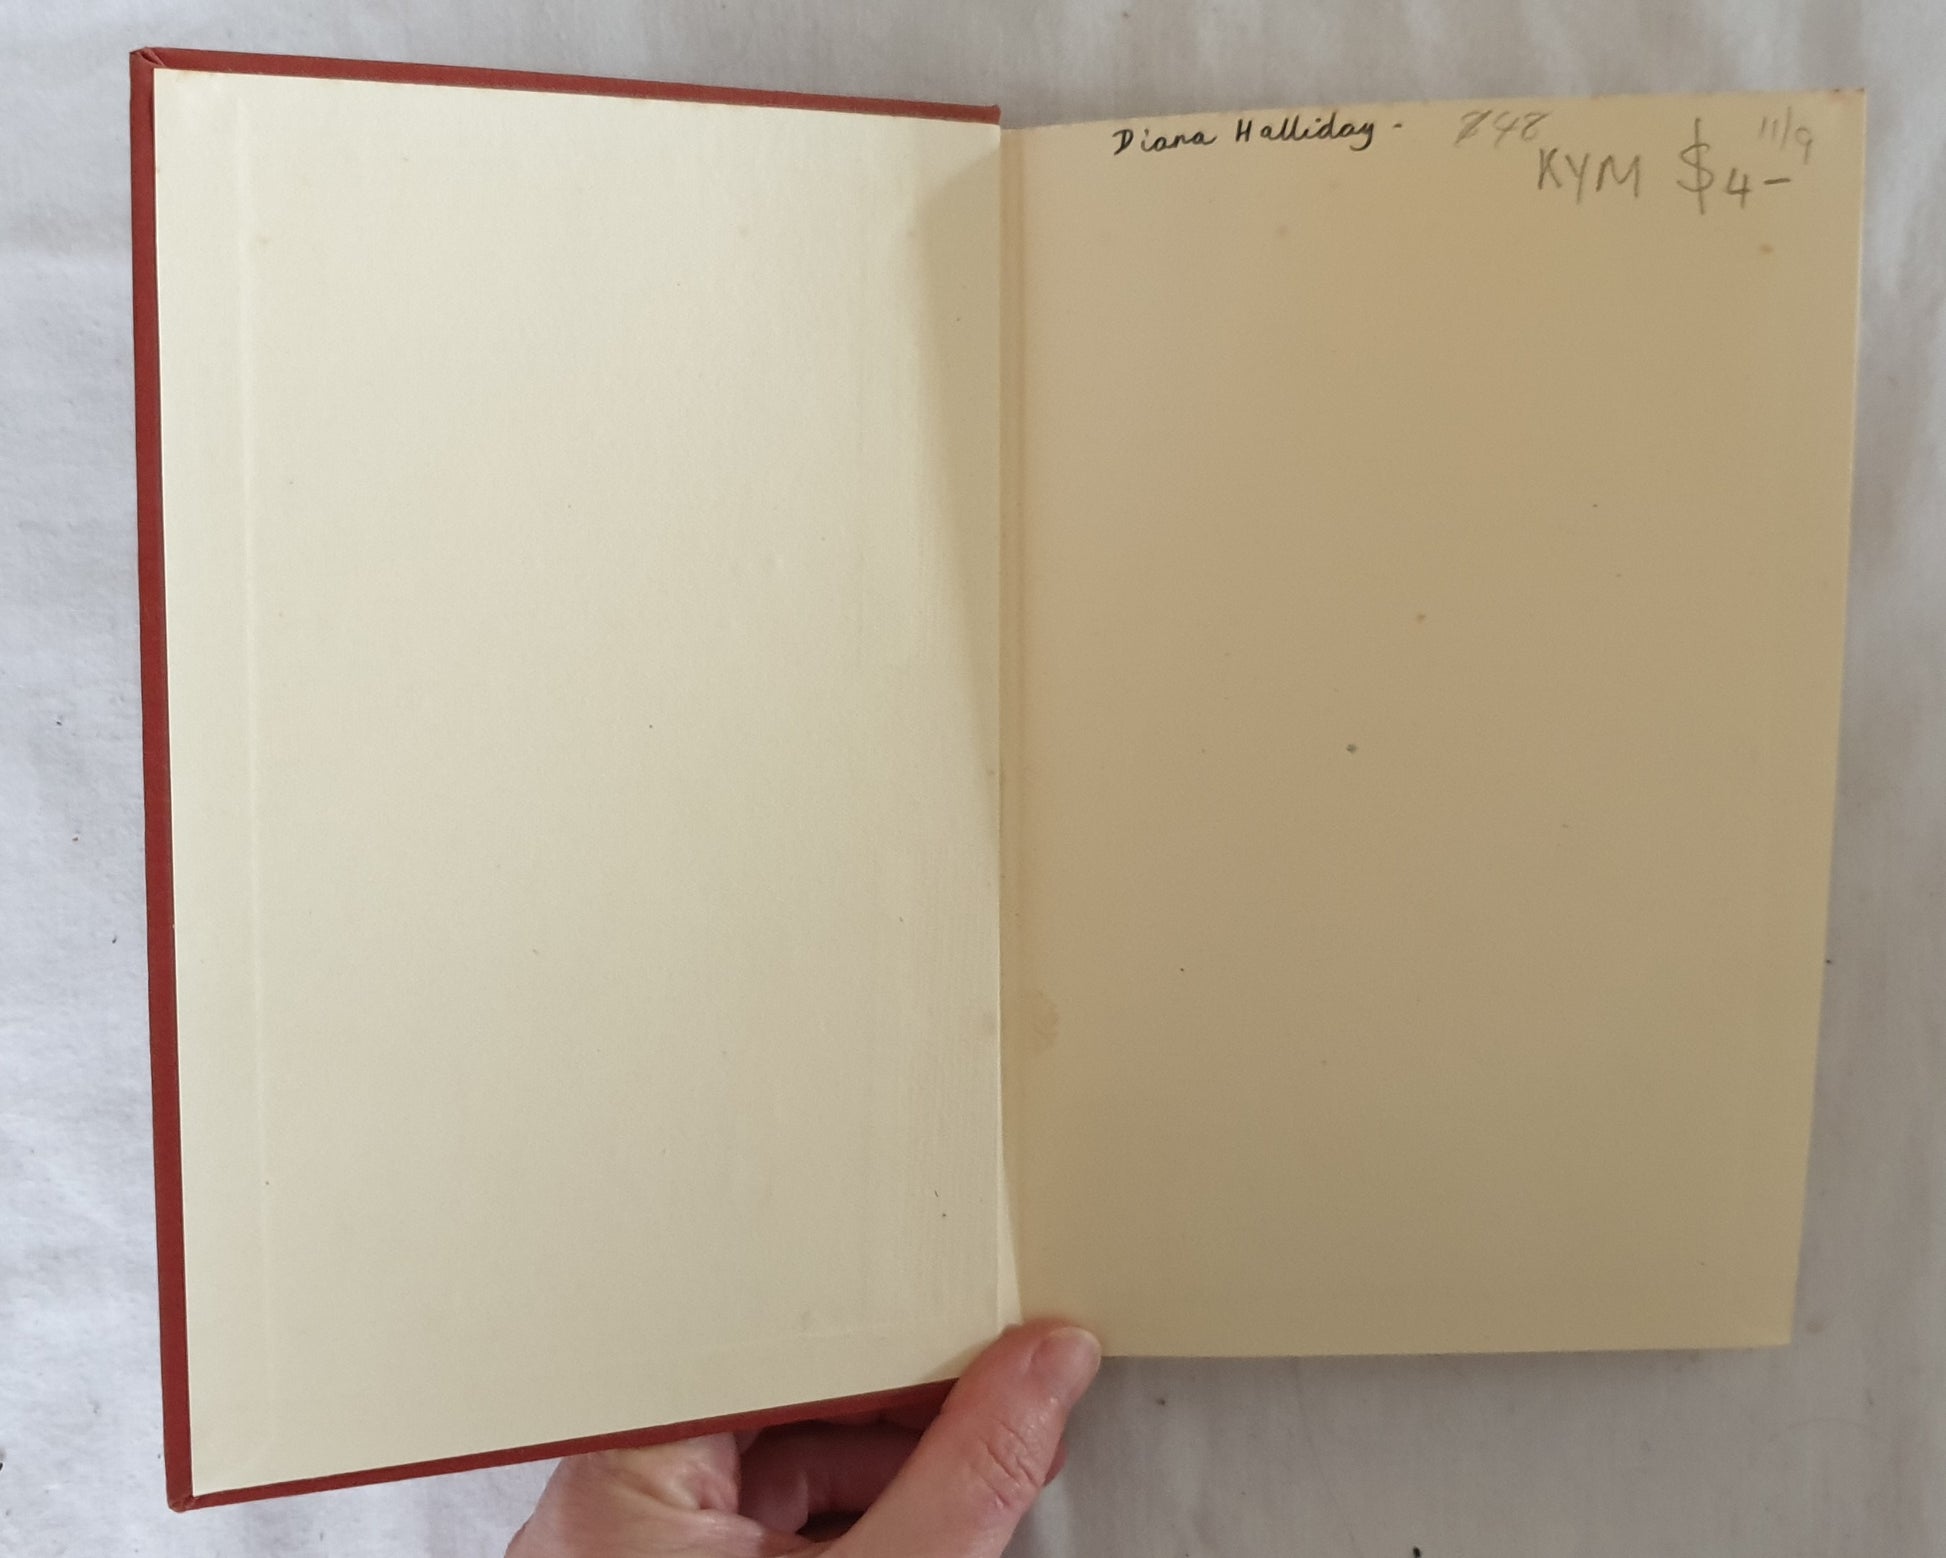 Diana Halliday - 848 11/9
KYM $4-